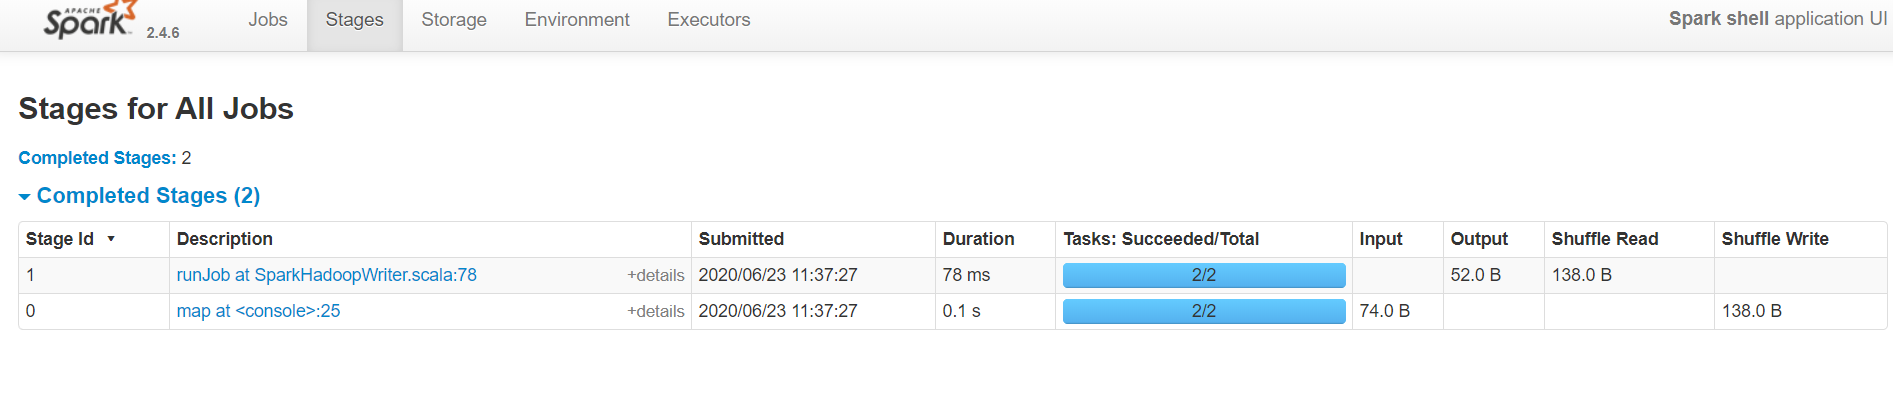 APACHE
Spark 2.4.6 Jobs Stages Storage Environment Executors Spark shell application UI
Stages for All Jobs
Completed Stages: 2
Completed Stages (2)
Stage Id Description Submitted Duration Tasks: Succeeded/Total Input Output Shuffle Read Shuffle Write
1 runJob at SparkHadoopWriter.scala:78 +details 2020/06/23 11:37:27 78 ms 2/2 52.0 B 138.0 B
0 map at <console>:25 +details 2020/06/23 11:37:27 0.1 s 2/2 74.0 B 138.0 B